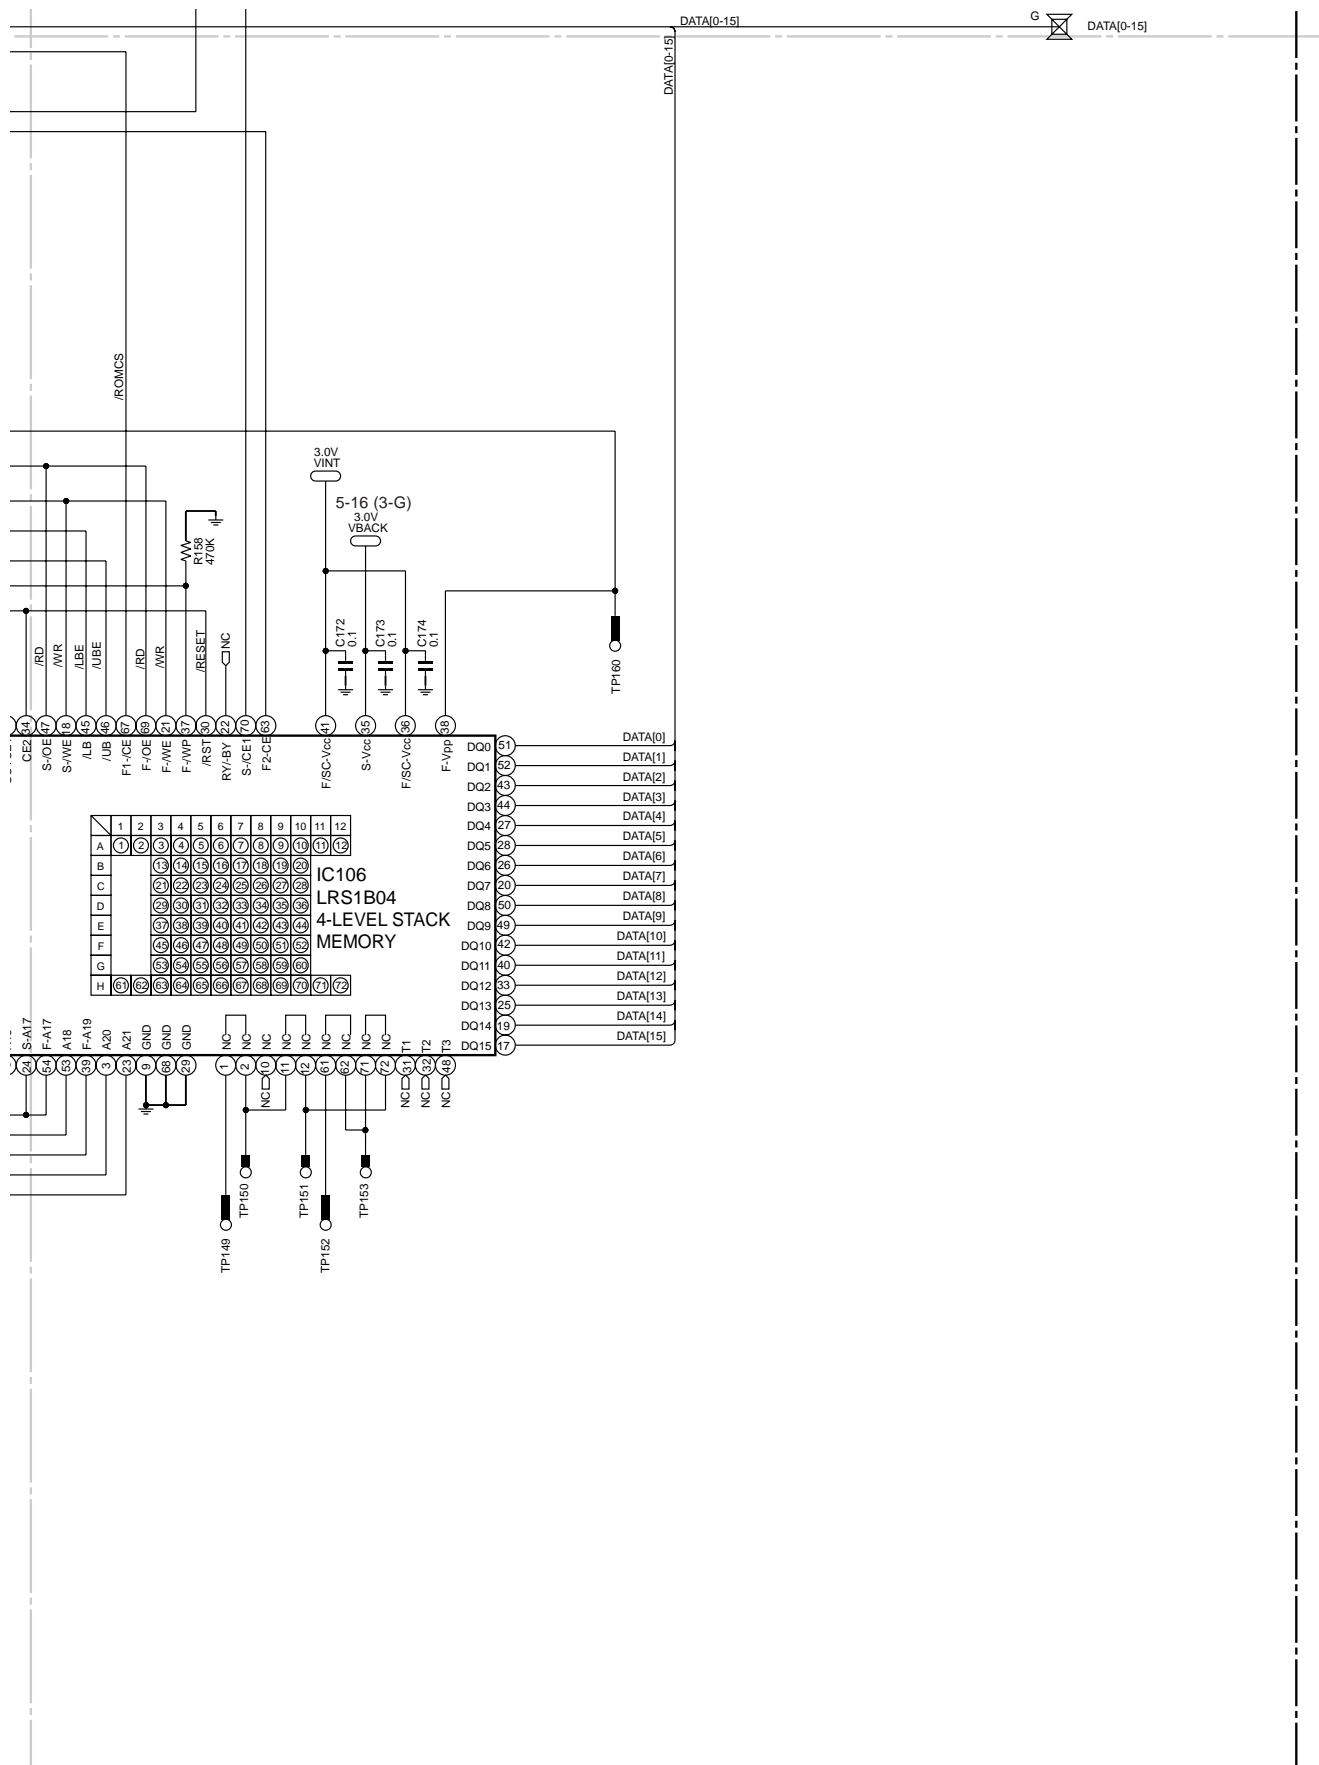 DATA[0-15]
G
DATA[0-15]
DATA[0-15]
/ROMCS
3.0V
VINT
5-16 (3-G)
3.0V
VBACK
R158
470K
C172
0.1
C173
0.1
C174
0.1
TP160
/RD
/WR
/LBE
/UBE
/RD
/WR
/RESET
NC
34 47 18 45 46 67 69 21 37 30 22 70 63 41 35 36 38
CE2
S-/OE
S-/WE
/LB
/UB
F1-/CE
F-/OE
F-/WE
F-/WP
/RST
RY/-BY
S-/CE1
F2-CE
F/SC-Vcc
S-Vcc
F/SC-Vcc
F-Vpp
DQ0 51 DATA[0]
DQ1 52 DATA[1]
DQ2 43 DATA[2]
DQ3 44 DATA[3]
DQ4 27 DATA[4]
DQ5 28 DATA[5]
DQ6 26 DATA[6]
DQ7 20 DATA[7]
DQ8 50 DATA[8]
DQ9 49 DATA[9]
DQ10 42 DATA[10]
DQ11 40 DATA[11]
DQ12 33 DATA[12]
DQ13 25 DATA[13]
DQ14 19 DATA[14]
DQ15 17 DATA[15]
1 2 3 4 5 6 7 8 9 10 11 12
A 1 2 3 4 5 6 7 8 9 10 11 12
B 13 14 15 16 17 18 19 20
C 21 22 23 24 25 26 27 28
D 29 30 31 32 33 34 35 36
E 37 38 39 40 41 42 43 44
F 45 46 47 48 49 50 51 52
G 53 54 55 56 57 58 59 60
H 61 62 63 64 65 66 67 68 69 70 71 72
IC106
LRS1B04
4-LEVEL STACK
MEMORY
S-A17
F-A17
A18
F-A19
A20
A21
GND
GND
GND
NC
NC
NC
NC
NC
NC
NC
NC
NC
T1
T2
T3
24 54 53 39 3 23 9 68 29 1 2 10 11 12 61 62 71 72 31 32 48
NC
NC
NC
NC
TP149
TP150
TP151
TP152
TP153